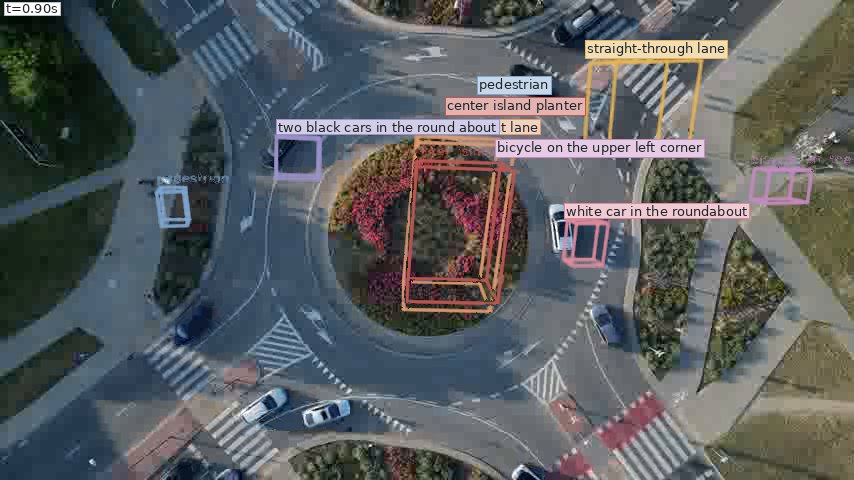 t=0.90s
straight-through lane
pedestrian
center island planter
two black cars in the round about
t lane
bicycle on the upper left corner
pedestrian
white car in the roundabout